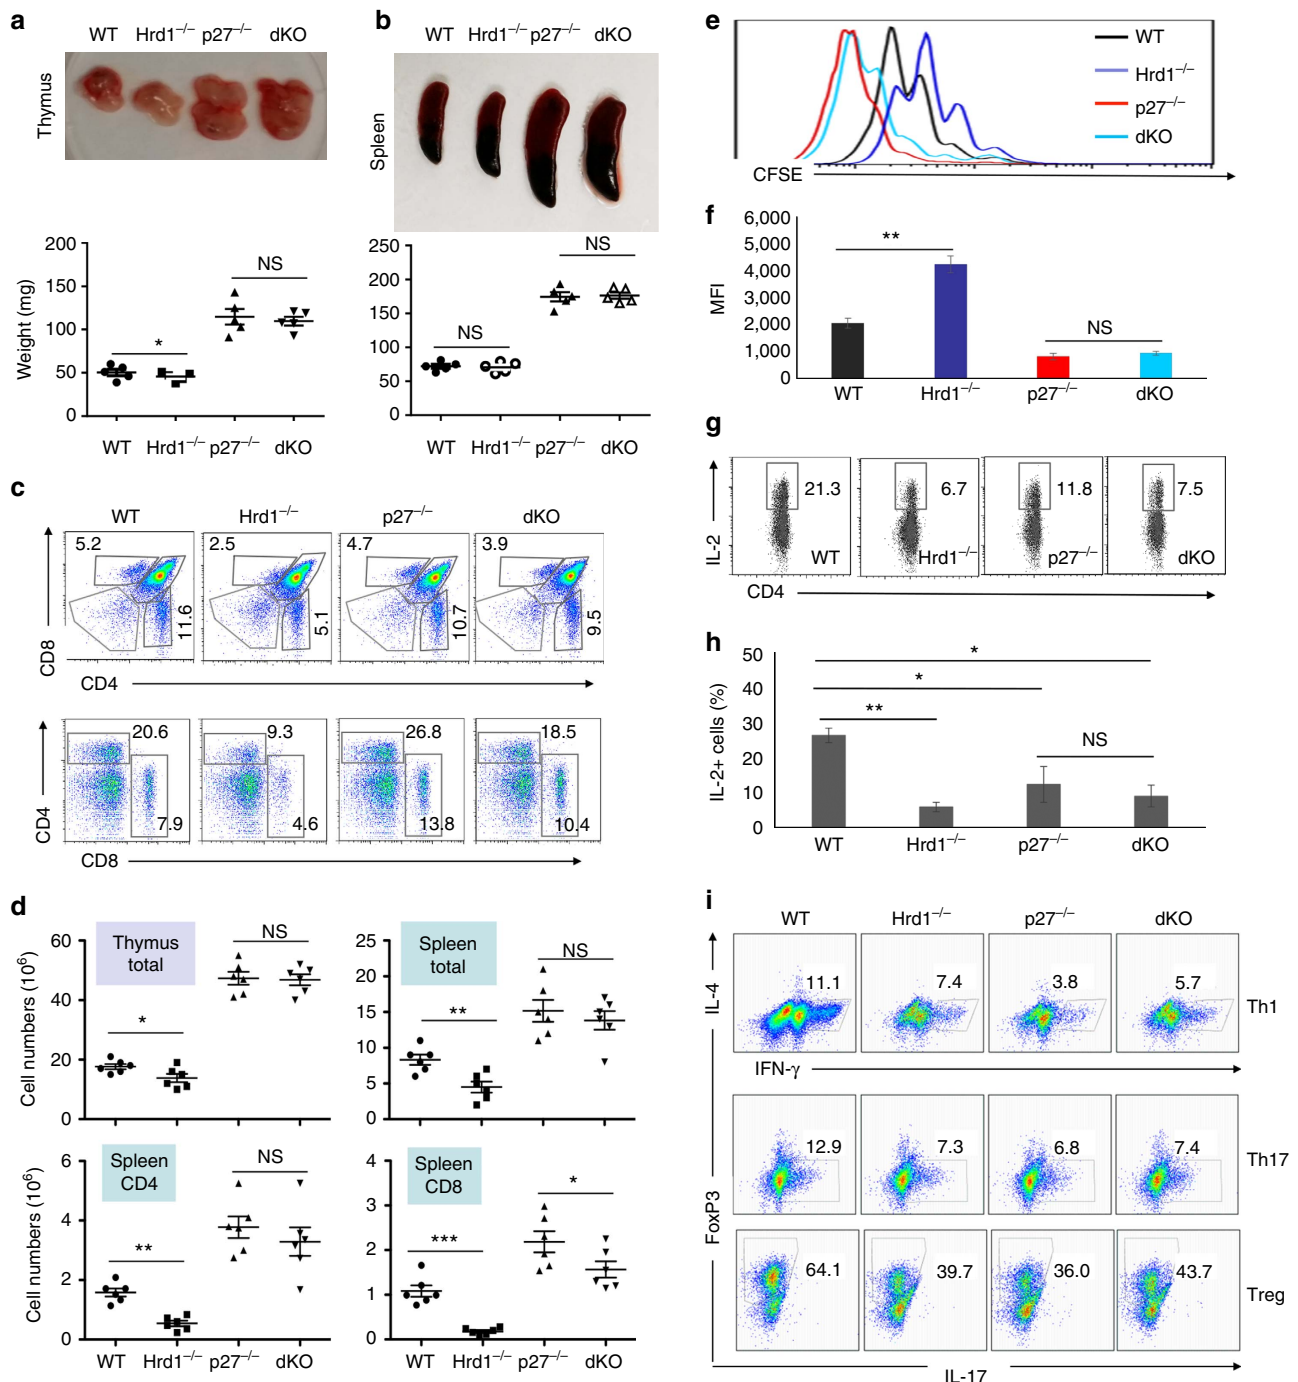 a
WT Hrd1–/– p27–/– dKO
Thymus
200
150
100
50
0
Weight (mg)
*
NS
WT Hrd1–/– p27–/– dKO
b
WT Hrd1–/– p27–/– dKO
Spleen
250
200
150
100
50
0
NS
NS
WT Hrd1–/– p27–/– dKO
c
WT Hrd1–/– p27–/– dKO
5.2 2.5 4.7 3.9
11.6 5.1 10.7 9.5
CD8
CD4
20.6 9.3 26.8 18.5
7.9 4.6 13.8 10.4
CD4
CD8
d
Thymus
total
60
40
20
0
Cell numbers (10⁶)
*
NS
Spleen
total
25
20
15
10
5
0
**
NS
Spleen
CD4
6
4
2
0
Cell numbers (10⁶)
**
NS
WT Hrd1–/– p27–/– dKO
Spleen
CD8
4
3
2
1
0
***
*
WT Hrd1–/– p27–/– dKO
e
WT
Hrd1–/–
p27–/–
dKO
CFSE
f
6,000
5,000
4,000
3,000
2,000
1,000
0
MFI
**
NS
WT Hrd1–/– p27–/– dKO
g
IL-2
21.3 6.7 11.8 7.5
WT Hrd1–/– p27–/– dKO
CD4
h
50
40
30
20
10
0
IL-2+ cells (%)
*
*
**
NS
WT Hrd1–/– p27–/– dKO
i
WT Hrd1–/– p27–/– dKO
IL-4
11.1 7.4 3.8 5.7
Th1
IFN-γ
12.9 7.3 6.8 7.4
Th17
FoxP3
64.1 39.7 36.0 43.7
Treg
IL-17